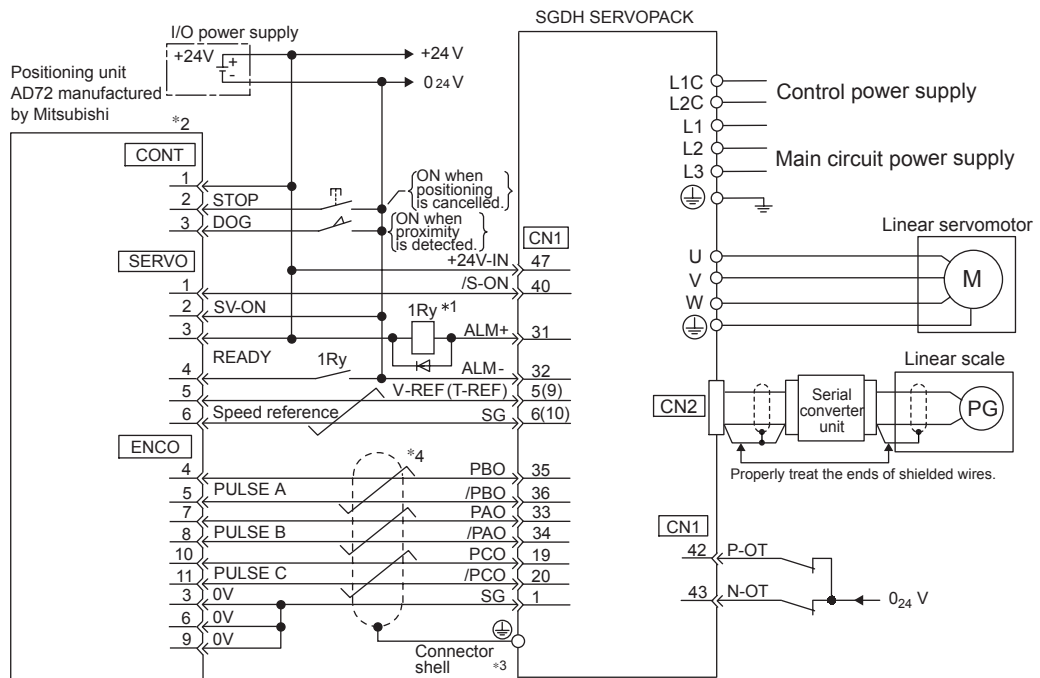 SGDH SERVOPACK
I/O power supply
+24V
+
-
+24 V
0 24 V
Positioning unit
AD72 manufactured
by Mitsubishi
*2
CONT
1
2 STOP
3 DOG
ON when
positioning
is cancelled.
ON when
proximity
is detected.
SERVO
1
2 SV-ON
3
4 READY
5
6 Speed reference
1Ry *1
1Ry
CN1
+24V-IN 47
/S-ON 40
ALM+ 31
ALM- 32
V-REF (T-REF) 5(9)
SG 6(10)
ENCO
4
5 PULSE A
7
8 PULSE B
10
11 PULSE C
3 0V
6 0V
9 0V
*4
PBO 35
/PBO 36
PAO 33
/PAO 34
PCO 19
/PCO 20
SG 1
Connector
shell *3
L1C
L2C
Control power supply
L1
L2
L3
Main circuit power supply
Linear servomotor
U
V
W
M
Linear scale
CN2
Serial
converter
unit
PG
Properly treat the ends of shielded wires.
CN1
42 P-OT
43 N-OT
024 V